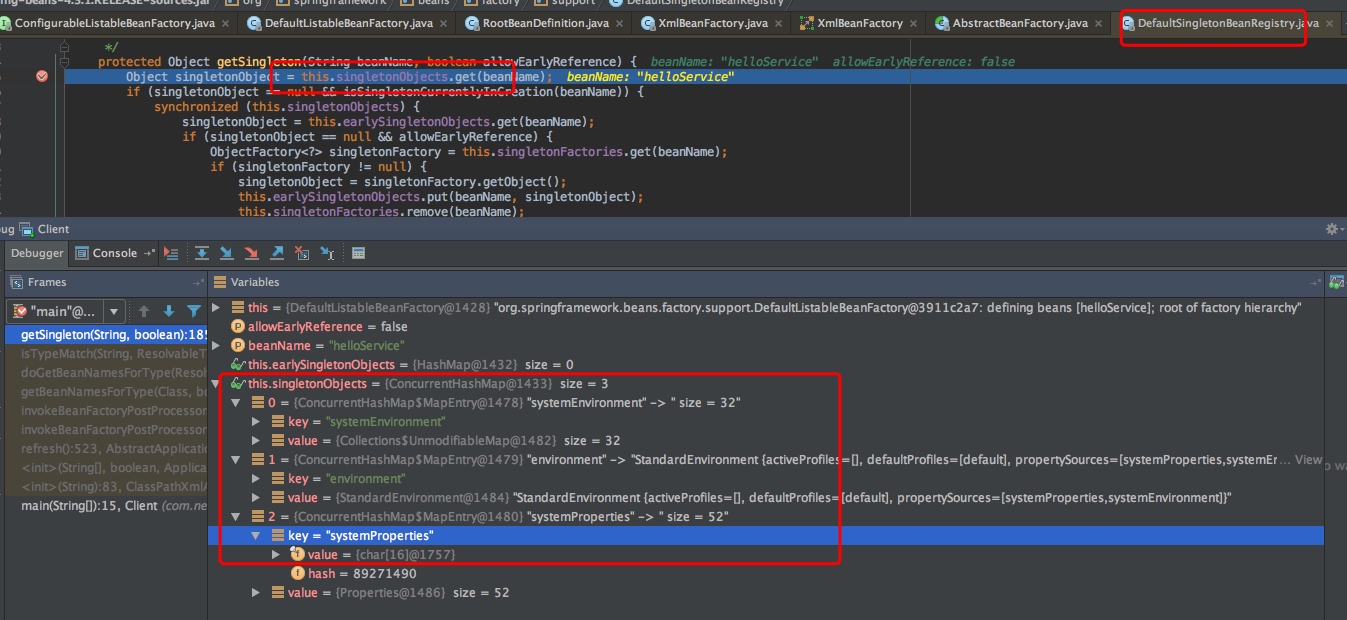 org springframework beans factory support DefaultSingletonBeanRegistry
ConfigurableListableBeanFactory.java × DefaultListableBeanFactory.java × RootBeanDefinition.java × XmlBeanFactory.java × XmlBeanFactory × AbstractBeanFactory.java × DefaultSingletonBeanRegistry.java ×
*/
protected Object getSingleton(String beanName, boolean allowEarlyReference) { beanName: "helloService" allowEarlyReference: false
Object singletonObject = this.singletonObjects.get(beanName); beanName: "helloService"
if (singletonObject == null && isSingletonCurrentlyInCreation(beanName)) {
synchronized (this.singletonObjects) {
singletonObject = this.earlySingletonObjects.get(beanName);
if (singletonObject == null && allowEarlyReference) {
ObjectFactory<?> singletonFactory = this.singletonFactories.get(beanName);
if (singletonFactory != null) {
singletonObject = singletonFactory.getObject();
this.earlySingletonObjects.put(beanName, singletonObject);
this.singletonFactories.remove(beanName);
ug Client
Debugger Console
Frames
Variables
"main"@...
getSingleton(String, boolean):185
isTypeMatch(String, ResolvableT
doGetBeanNamesForType(Resol
getBeanNamesForType(Class, bo
invokeBeanFactoryPostProcessor
invokeBeanFactoryPostProcessor
refresh():523, AbstractApplicatio
<init>(String[], boolean, Applica
<init>(String):83, ClassPathXmlA
main(String[]):15, Client (com.ne
this = {DefaultListableBeanFactory@1428} "org.springframework.beans.factory.support.DefaultListableBeanFactory@3911c2a7: defining beans [helloService]; root of factory hierarchy"
allowEarlyReference = false
beanName = "helloService"
this.earlySingletonObjects = {HashMap@1432} size = 0
this.singletonObjects = {ConcurrentHashMap@1433} size = 3
0 = {ConcurrentHashMap$MapEntry@1478} "systemEnvironment" -> " size = 32"
key = "systemEnvironment"
value = {Collections$UnmodifiableMap@1482} size = 32
1 = {ConcurrentHashMap$MapEntry@1479} "environment" -> "StandardEnvironment {activeProfiles=[], defaultProfiles=[default], propertySources=[systemProperties,systemEr... View
key = "environment"
value = {StandardEnvironment@1484} "StandardEnvironment {activeProfiles=[], defaultProfiles=[default], propertySources=[systemProperties,systemEnvironment]}"
2 = {ConcurrentHashMap$MapEntry@1480} "systemProperties" -> " size = 52"
key = "systemProperties"
value = {char[16]@1757}
hash = 89271490
value = {Properties@1486} size = 52